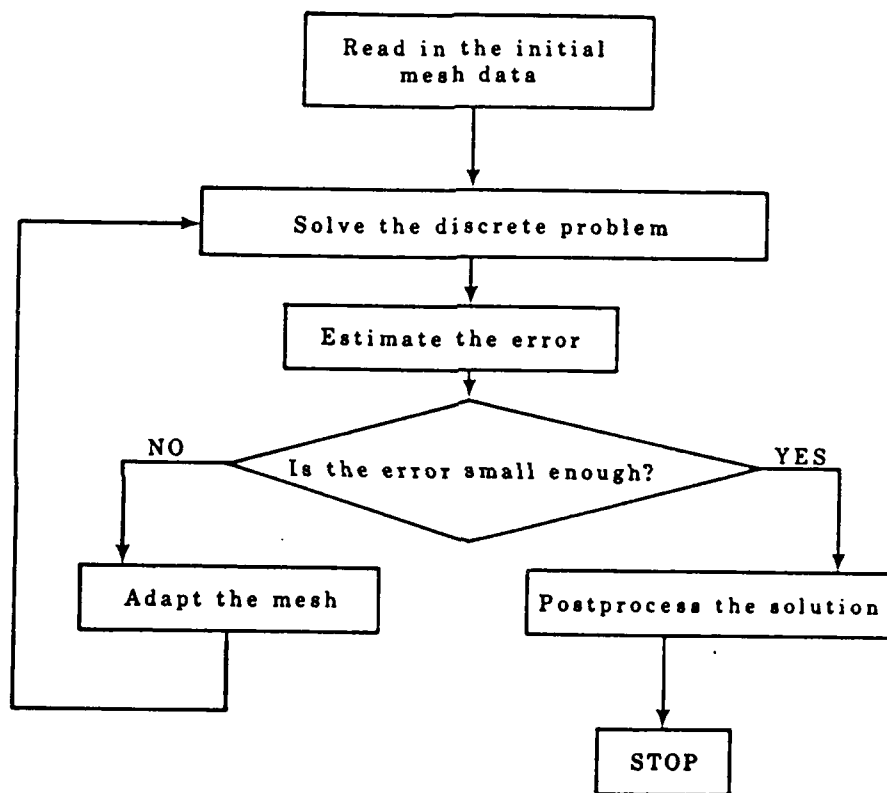 Read in the initial
mesh data
Solve the discrete problem
Estimate the error
Is the error small enough?
NO
YES
Adapt the mesh
Postprocess the solution
STOP